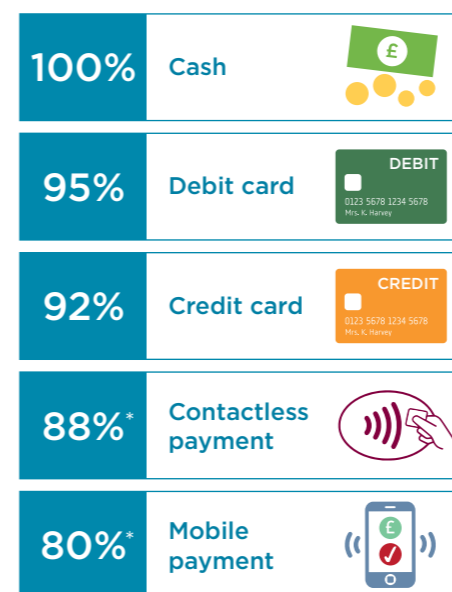 100%
Cash
£
95%
Debit card
DEBIT
0123 5678 1234 5678
Mrs. K. Harvey
92%
Credit card
CREDIT
0123 5678 1234 5678
Mrs. K. Harvey
88%*
Contactless
payment
80%*
Mobile
payment
£